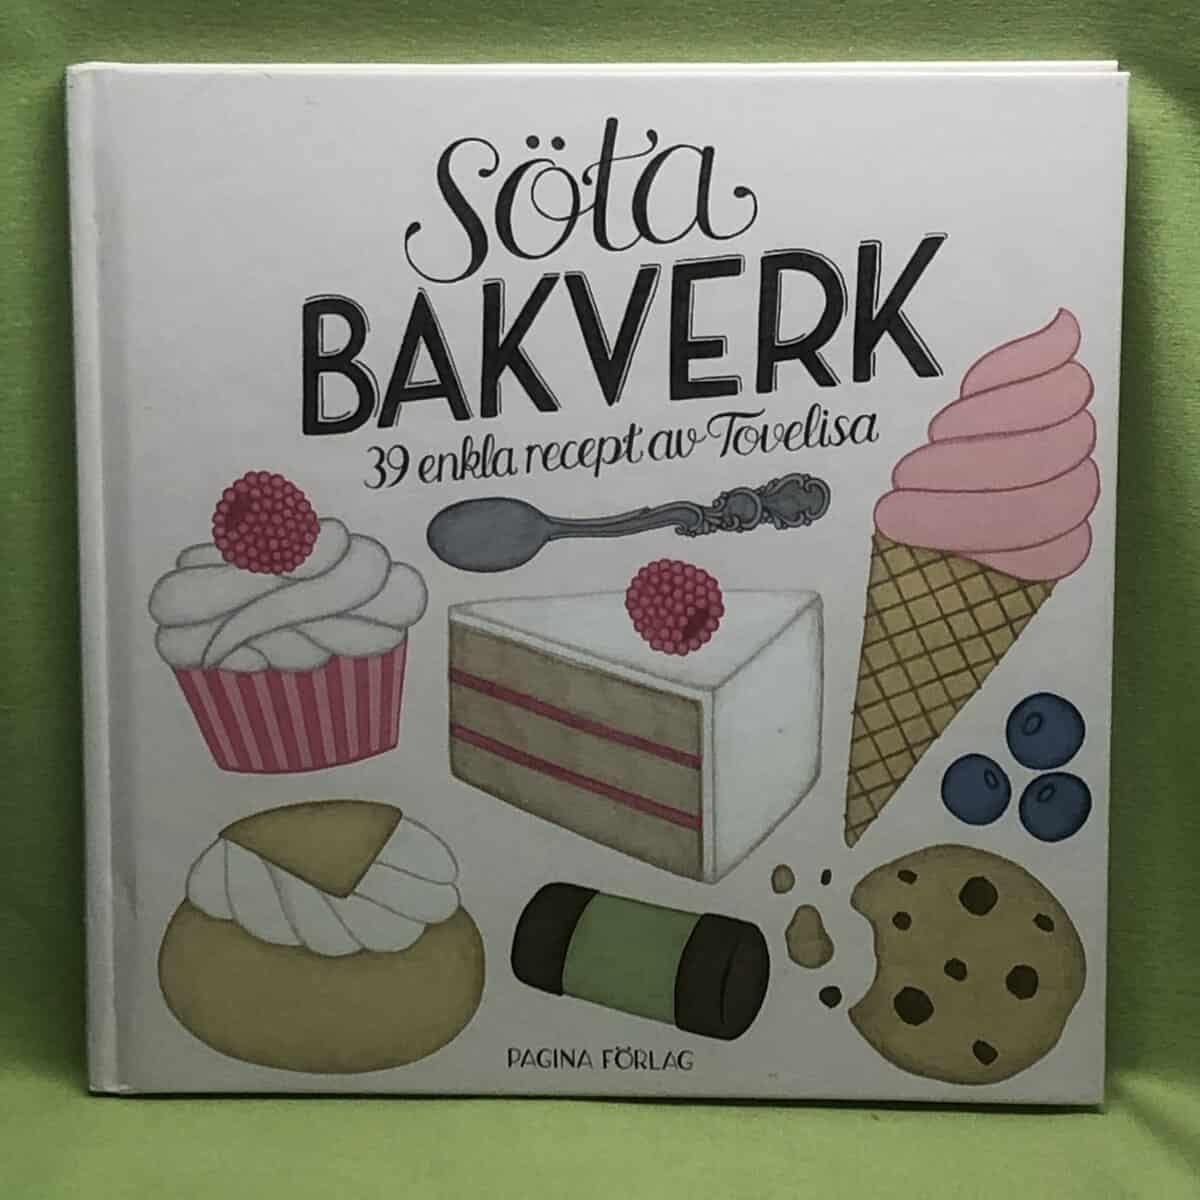 Söta
BAKVERK
39 enkla recept av Tovelisa
PAGINA FÖRLAG